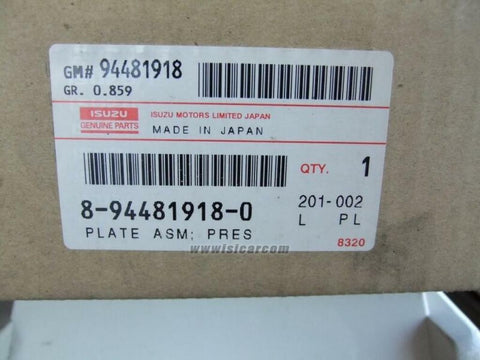 GM# 94481918
GR. 0.859
ISUZU
GENUINE PARTS
ISUZU MOTORS LIMITED JAPAN
MADE IN JAPAN
QTY. 1
8-94481918-0
201-002
L PL
PLATE ASM; PRES
8320
www.isicar.com